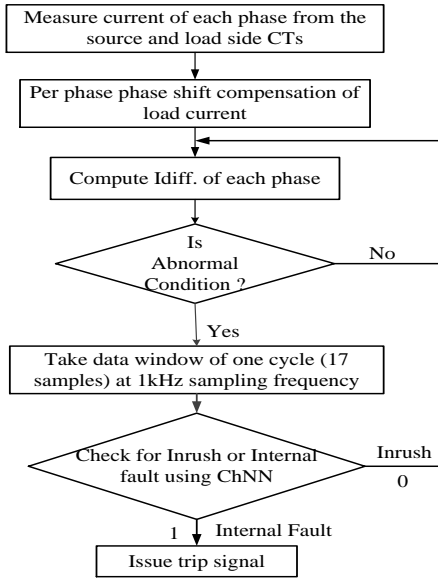 Measure current of each phase from the
source and load side CTs
Per phase phase shift compensation of
load current
Compute Idiff. of each phase
Is
Abnormal
Condition ?
No
Yes
Take data window of one cycle (17
samples) at 1kHz sampling frequency
Check for Inrush or Internal
fault using ChNN
Inrush
0
1 Internal Fault
Issue trip signal